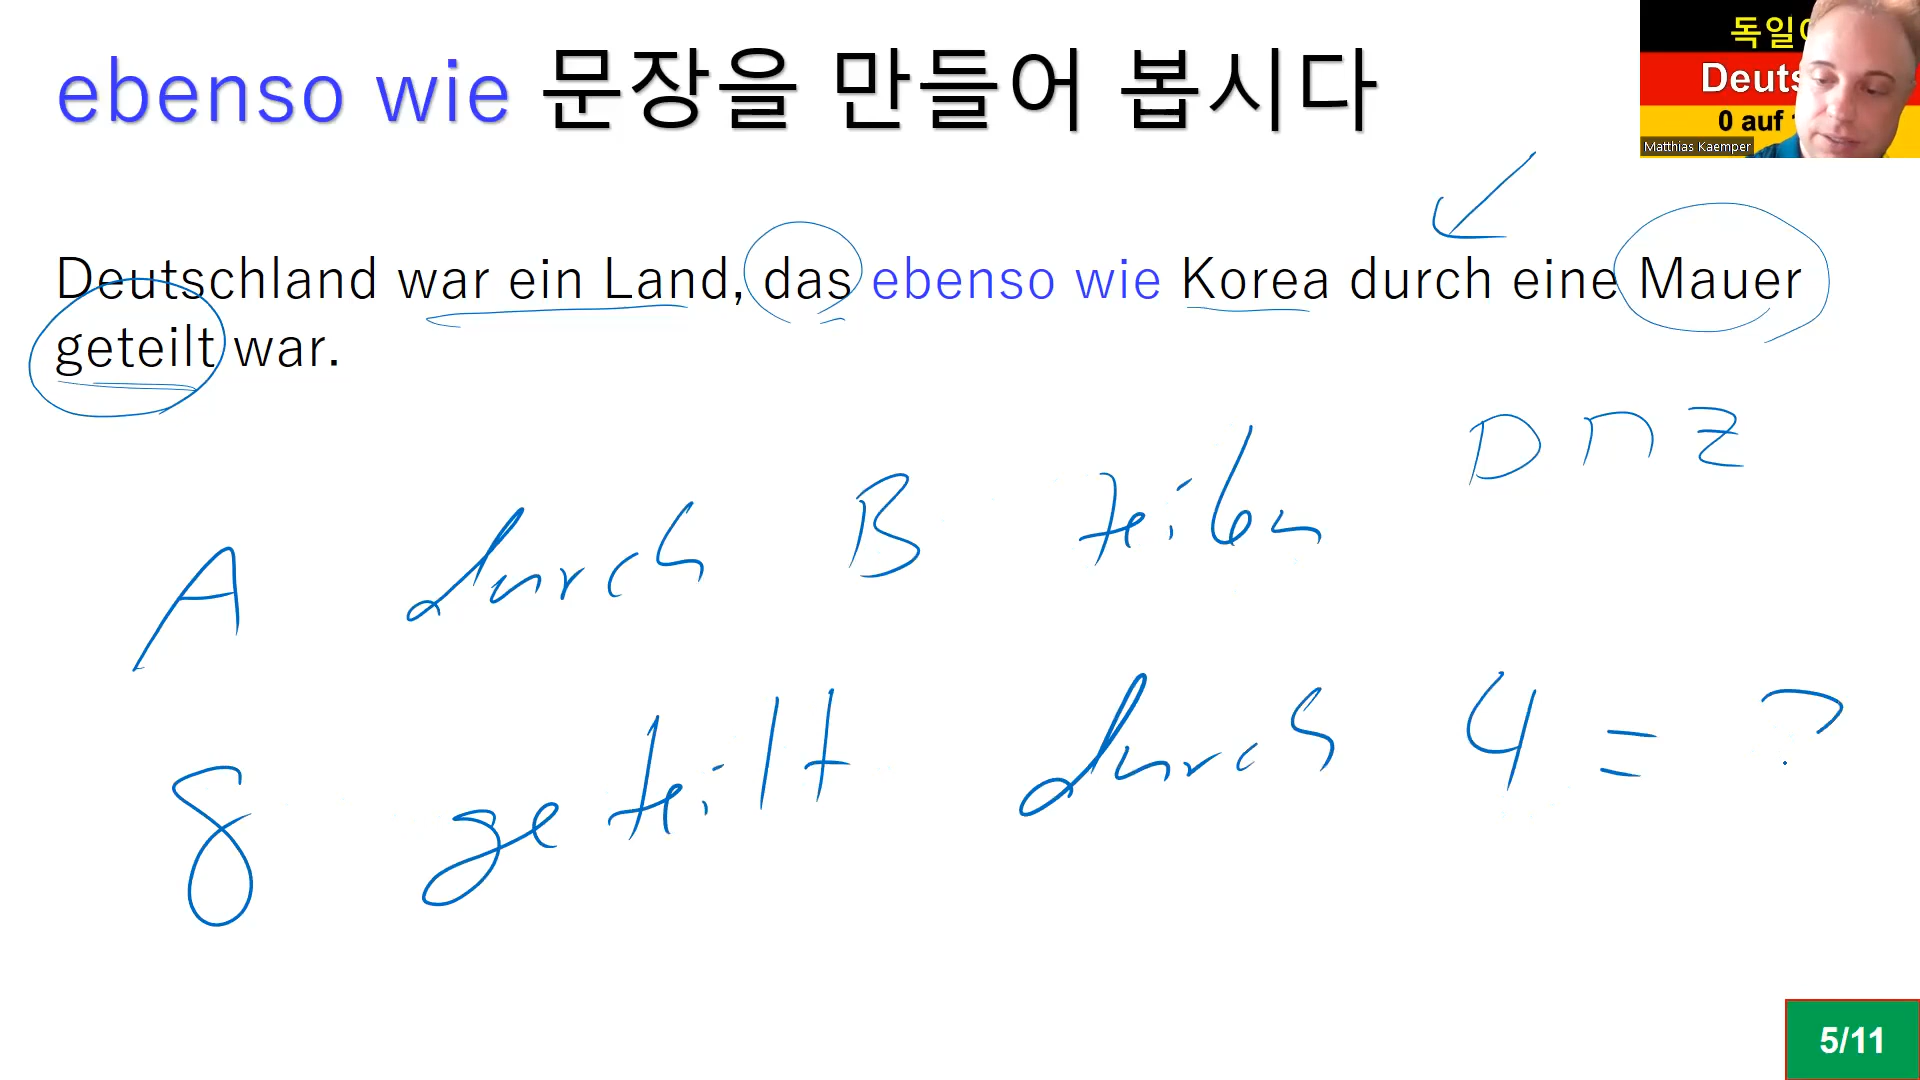 ebenso wie 문장을 만들어 봅시다
독일어
Deuts
0 auf
Matthias Kaemper
Deutschland war ein Land, das ebenso wie Korea durch eine Mauer
geteilt war.
DMZ
A durch B teilen
8 geteilt durch 4 = ?
5/11